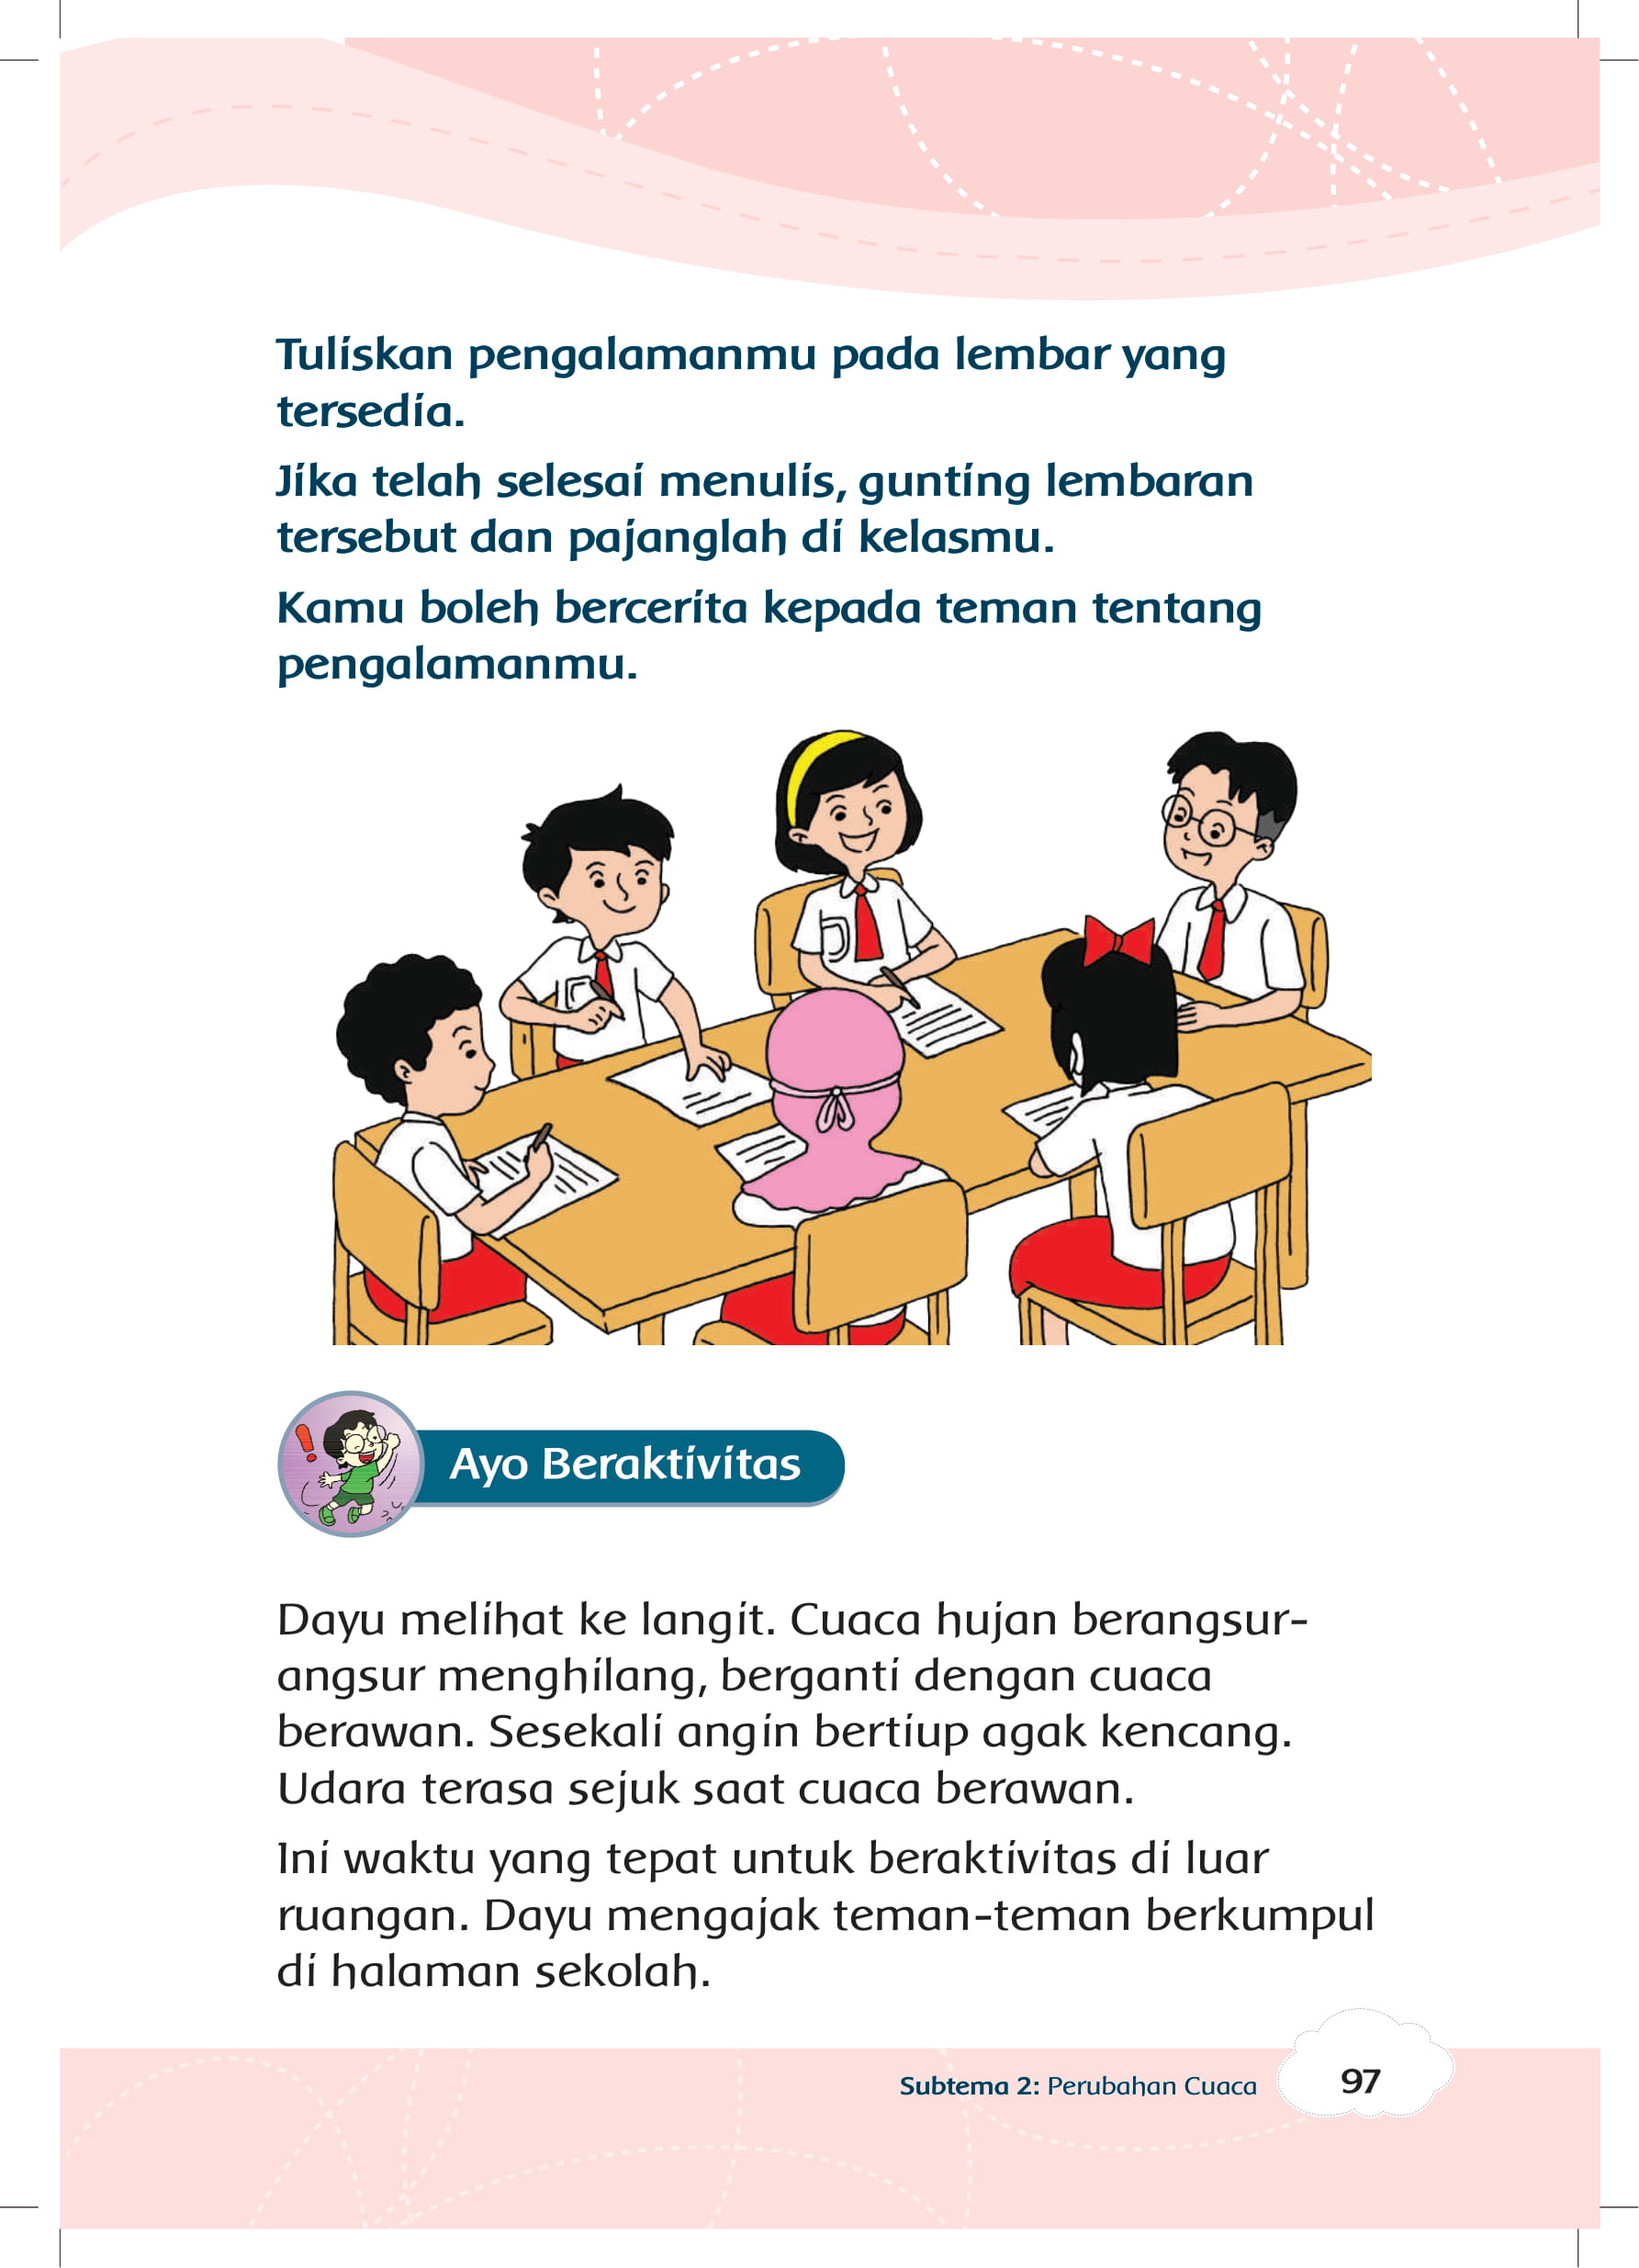 Tuliskan pengalamanmu pada lembar yang
tersedia.
Jika telah selesai menulis, gunting lembaran
tersebut dan pajanglah di kelasmu.
Kamu boleh bercerita kepada teman tentang
pengalamanmu.
Ayo Beraktivitas
Dayu melihat ke langit. Cuaca hujan berangsur-
angsur menghilang, berganti dengan cuaca
berawan. Sesekali angin bertiup agak kencang.
Udara terasa sejuk saat cuaca berawan.
Ini waktu yang tepat untuk beraktivitas di luar
ruangan. Dayu mengajak teman-teman berkumpul
di halaman sekolah.
Subtema 2: Perubahan Cuaca
97